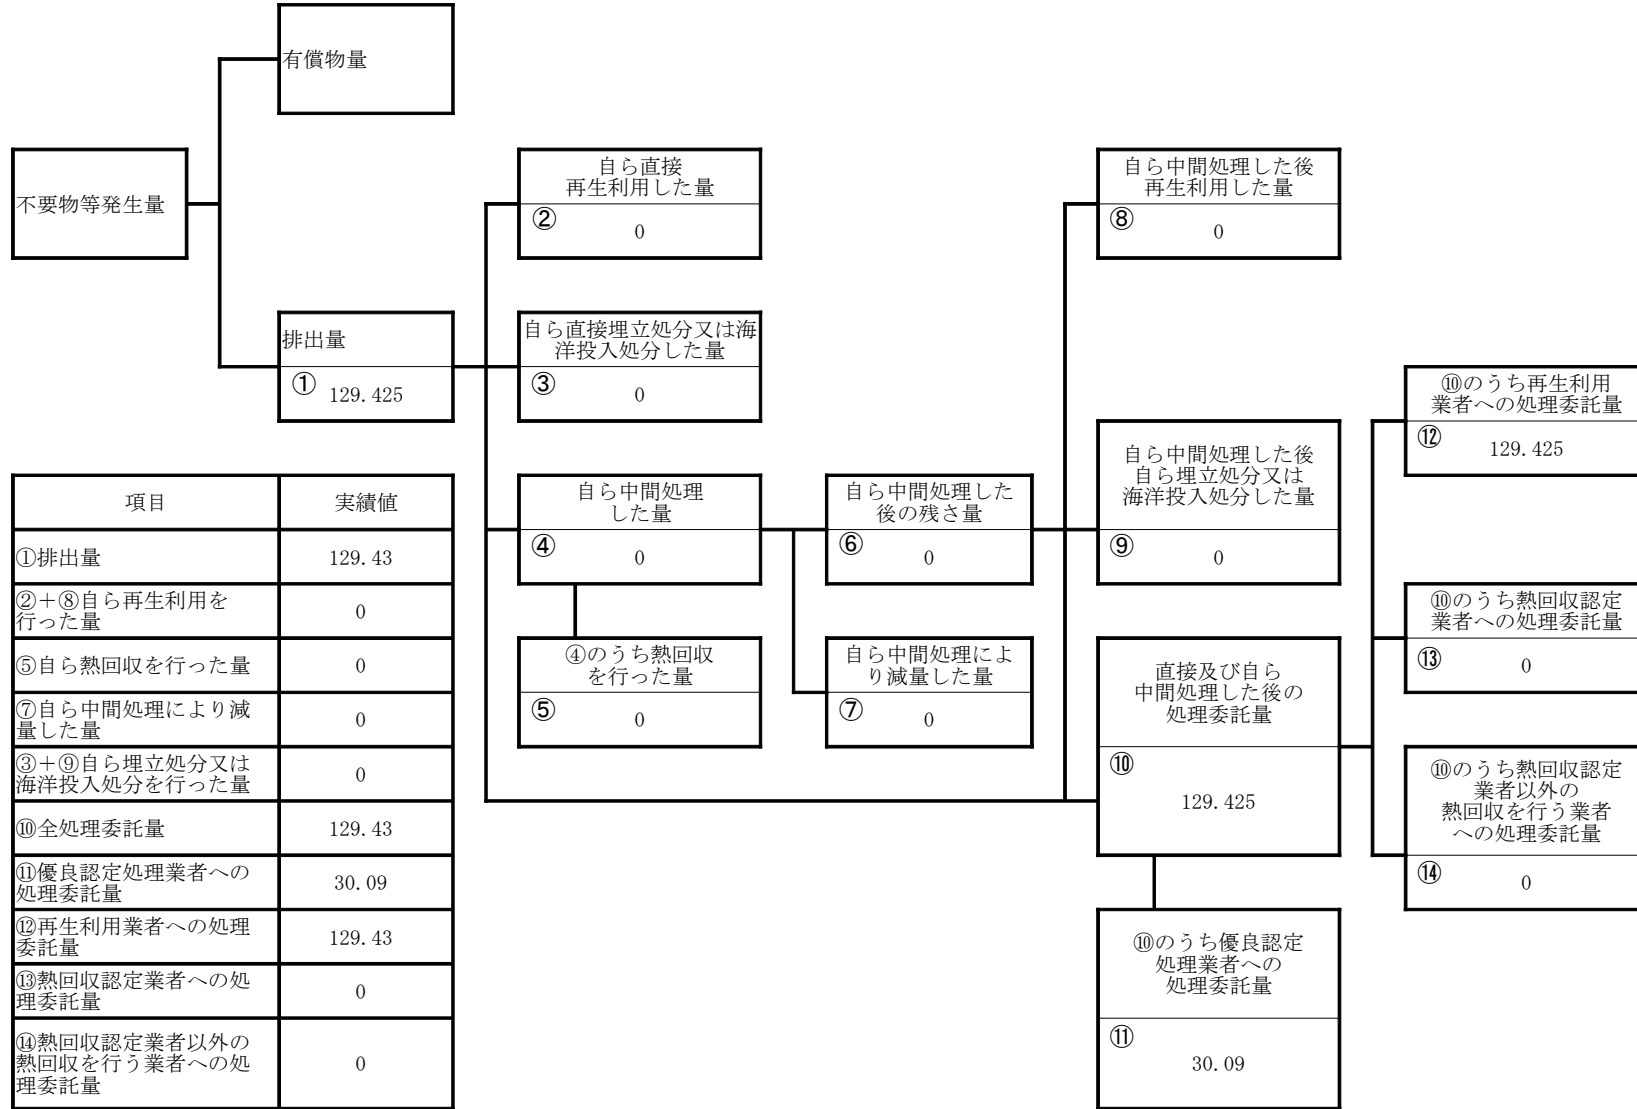 有償物量
不要物等発生量
自ら直接
再生利用した量
②
0
自ら中間処理した後
再生利用した量
⑧
0
排出量
①
129.425
自ら直接埋立処分又は海
洋投入処分した量
③
0
⑩のうち再生利用
業者への処理委託量
⑫
129.425
自ら中間処理
した量
④
0
自ら中間処理した
後の残さ量
⑥
0
自ら中間処理した後
自ら埋立処分又は
海洋投入処分した量
⑨
0
⑩のうち熱回収認定
業者への処理委託量
⑬
0
④のうち熱回収
を行った量
⑤
0
自ら中間処理によ
り減量した量
⑦
0
直接及び自ら
中間処理した後の
処理委託量
⑩
129.425
⑩のうち熱回収認定
業者以外の
熱回収を行う業者
への処理委託量
⑭
0
⑩のうち優良認定
処理業者への
処理委託量
⑪
30.09
項目 実績値
①排出量 129.43
②＋⑧自ら再生利用を
行った量 0
⑤自ら熱回収を行った量 0
⑦自ら中間処理により減
量した量 0
③＋⑨自ら埋立処分又は
海洋投入処分を行った量 0
⑩全処理委託量 129.43
⑪優良認定処理業者への
処理委託量 30.09
⑫再生利用業者への処理
委託量 129.43
⑬熱回収認定業者への処
理委託量 0
⑭熱回収認定業者以外の
熱回収を行う業者への処
理委託量 0